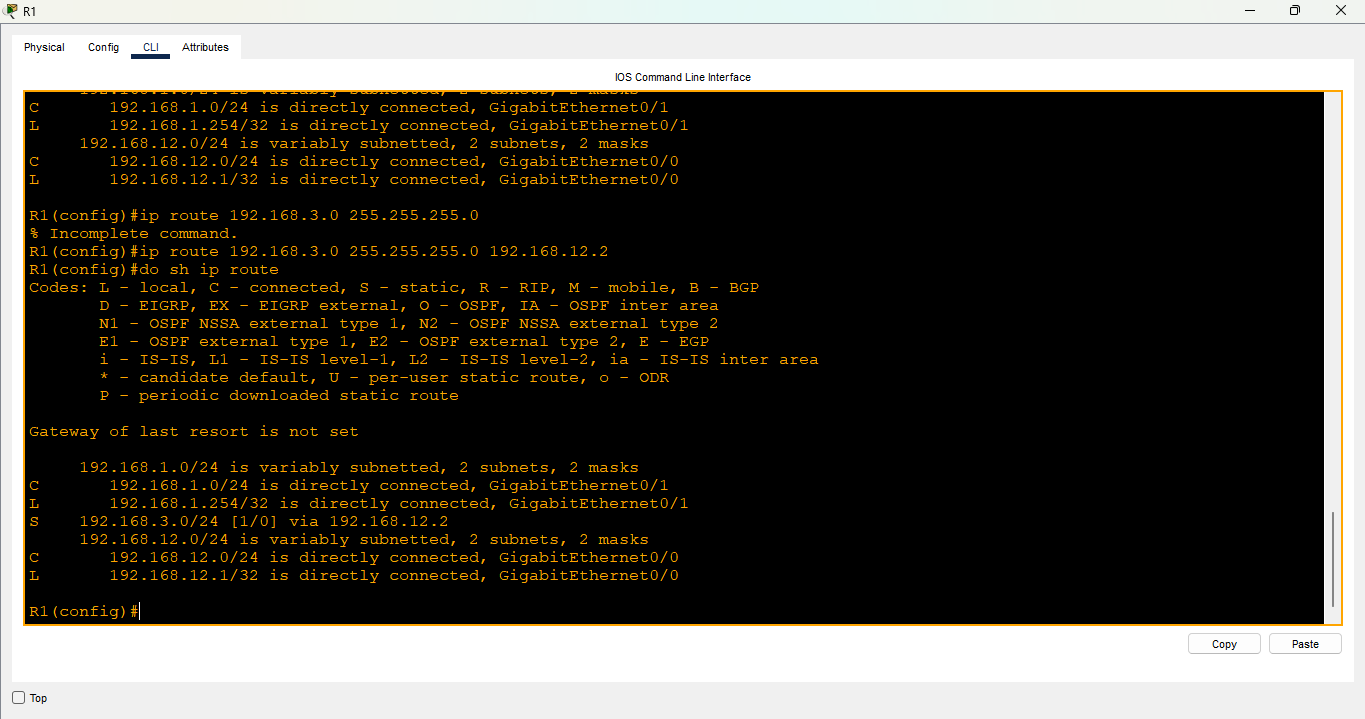 R1
Physical Config CLI Attributes
IOS Command Line Interface
C 192.168.1.0/24 is directly connected, GigabitEthernet0/1
L 192.168.1.254/32 is directly connected, GigabitEthernet0/1
192.168.12.0/24 is variably subnetted, 2 subnets, 2 masks
C 192.168.12.0/24 is directly connected, GigabitEthernet0/0
L 192.168.12.1/32 is directly connected, GigabitEthernet0/0
R1(config)#ip route 192.168.3.0 255.255.255.0
% Incomplete command.
R1(config)#ip route 192.168.3.0 255.255.255.0 192.168.12.2
R1(config)#do sh ip route
Codes: L - local, C - connected, S - static, R - RIP, M - mobile, B - BGP
D - EIGRP, EX - EIGRP external, O - OSPF, IA - OSPF inter area
N1 - OSPF NSSA external type 1, N2 - OSPF NSSA external type 2
E1 - OSPF external type 1, E2 - OSPF external type 2, E - EGP
i - IS-IS, L1 - IS-IS level-1, L2 - IS-IS level-2, ia - IS-IS inter area
* - candidate default, U - per-user static route, o - ODR
P - periodic downloaded static route
Gateway of last resort is not set
192.168.1.0/24 is variably subnetted, 2 subnets, 2 masks
C 192.168.1.0/24 is directly connected, GigabitEthernet0/1
L 192.168.1.254/32 is directly connected, GigabitEthernet0/1
S 192.168.3.0/24 [1/0] via 192.168.12.2
192.168.12.0/24 is variably subnetted, 2 subnets, 2 masks
C 192.168.12.0/24 is directly connected, GigabitEthernet0/0
L 192.168.12.1/32 is directly connected, GigabitEthernet0/0
R1(config)#
Copy Paste
Top